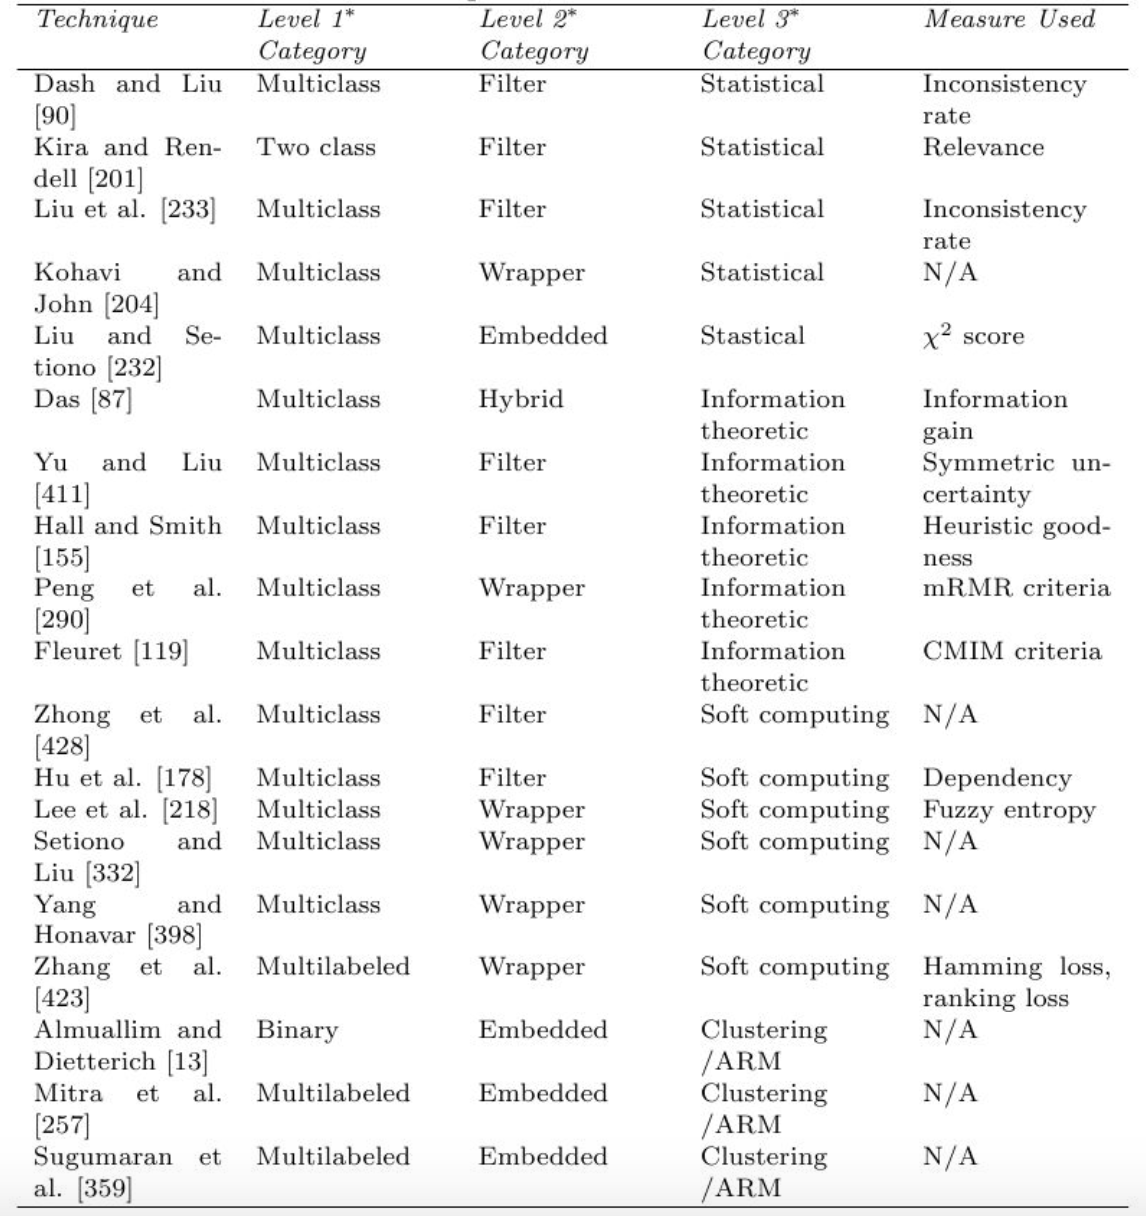 Technique Level 1* Level 2* Level 3* Measure Used
Category Category Category
Dash and Liu Multiclass Filter Statistical Inconsistency
[90] rate
Kira and Ren- Two class Filter Statistical Relevance
dell [201]
Liu et al. [233] Multiclass Filter Statistical Inconsistency
rate
Kohavi and Multiclass Wrapper Statistical N/A
John [204]
Liu and Se- Multiclass Embedded Stastical χ² score
tiono [232]
Das [87] Multiclass Hybrid Information Information
theoretic gain
Yu and Liu Multiclass Filter Information Symmetric un-
[411] theoretic certainty
Hall and Smith Multiclass Filter Information Heuristic good-
[155] theoretic ness
Peng et al. Multiclass Wrapper Information mRMR criteria
[290] theoretic
Fleuret [119] Multiclass Filter Information CMIM criteria
theoretic
Zhong et al. Multiclass Filter Soft computing N/A
[428]
Hu et al. [178] Multiclass Filter Soft computing Dependency
Lee et al. [218] Multiclass Wrapper Soft computing Fuzzy entropy
Setiono and Multiclass Wrapper Soft computing N/A
Liu [332]
Yang and Multiclass Wrapper Soft computing N/A
Honavar [398]
Zhang et al. Multilabeled Wrapper Soft computing Hamming loss,
[423] ranking loss
Almuallim and Binary Embedded Clustering N/A
Dietterich [13] /ARM
Mitra et al. Multilabeled Embedded Clustering N/A
[257] /ARM
Sugumaran et Multilabeled Embedded Clustering N/A
al. [359] /ARM